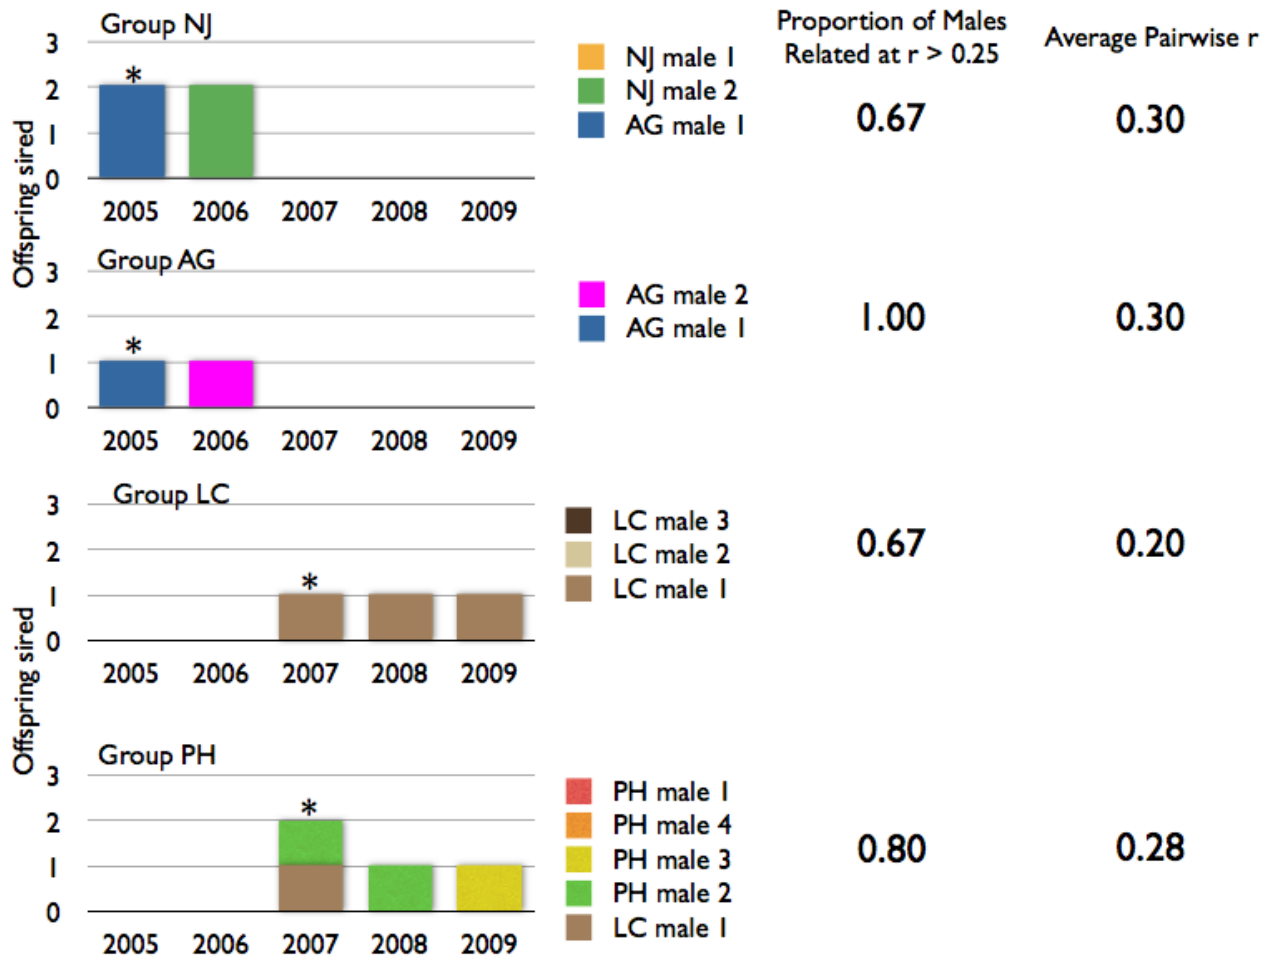 Group NJ
Proportion of Males
Related at r > 0.25
Average Pairwise r
Offspring sired
3
2
1
0
*
2005 2006 2007 2008 2009
NJ male 1
NJ male 2
AG male 1
0.67
0.30
Group AG
3
2
1
0
*
2005 2006 2007 2008 2009
AG male 2
AG male 1
1.00
0.30
Group LC
Offspring sired
3
2
1
0
*
2005 2006 2007 2008 2009
LC male 3
LC male 2
LC male 1
0.67
0.20
Group PH
3
2
1
0
*
2005 2006 2007 2008 2009
PH male 1
PH male 4
PH male 3
PH male 2
LC male 1
0.80
0.28